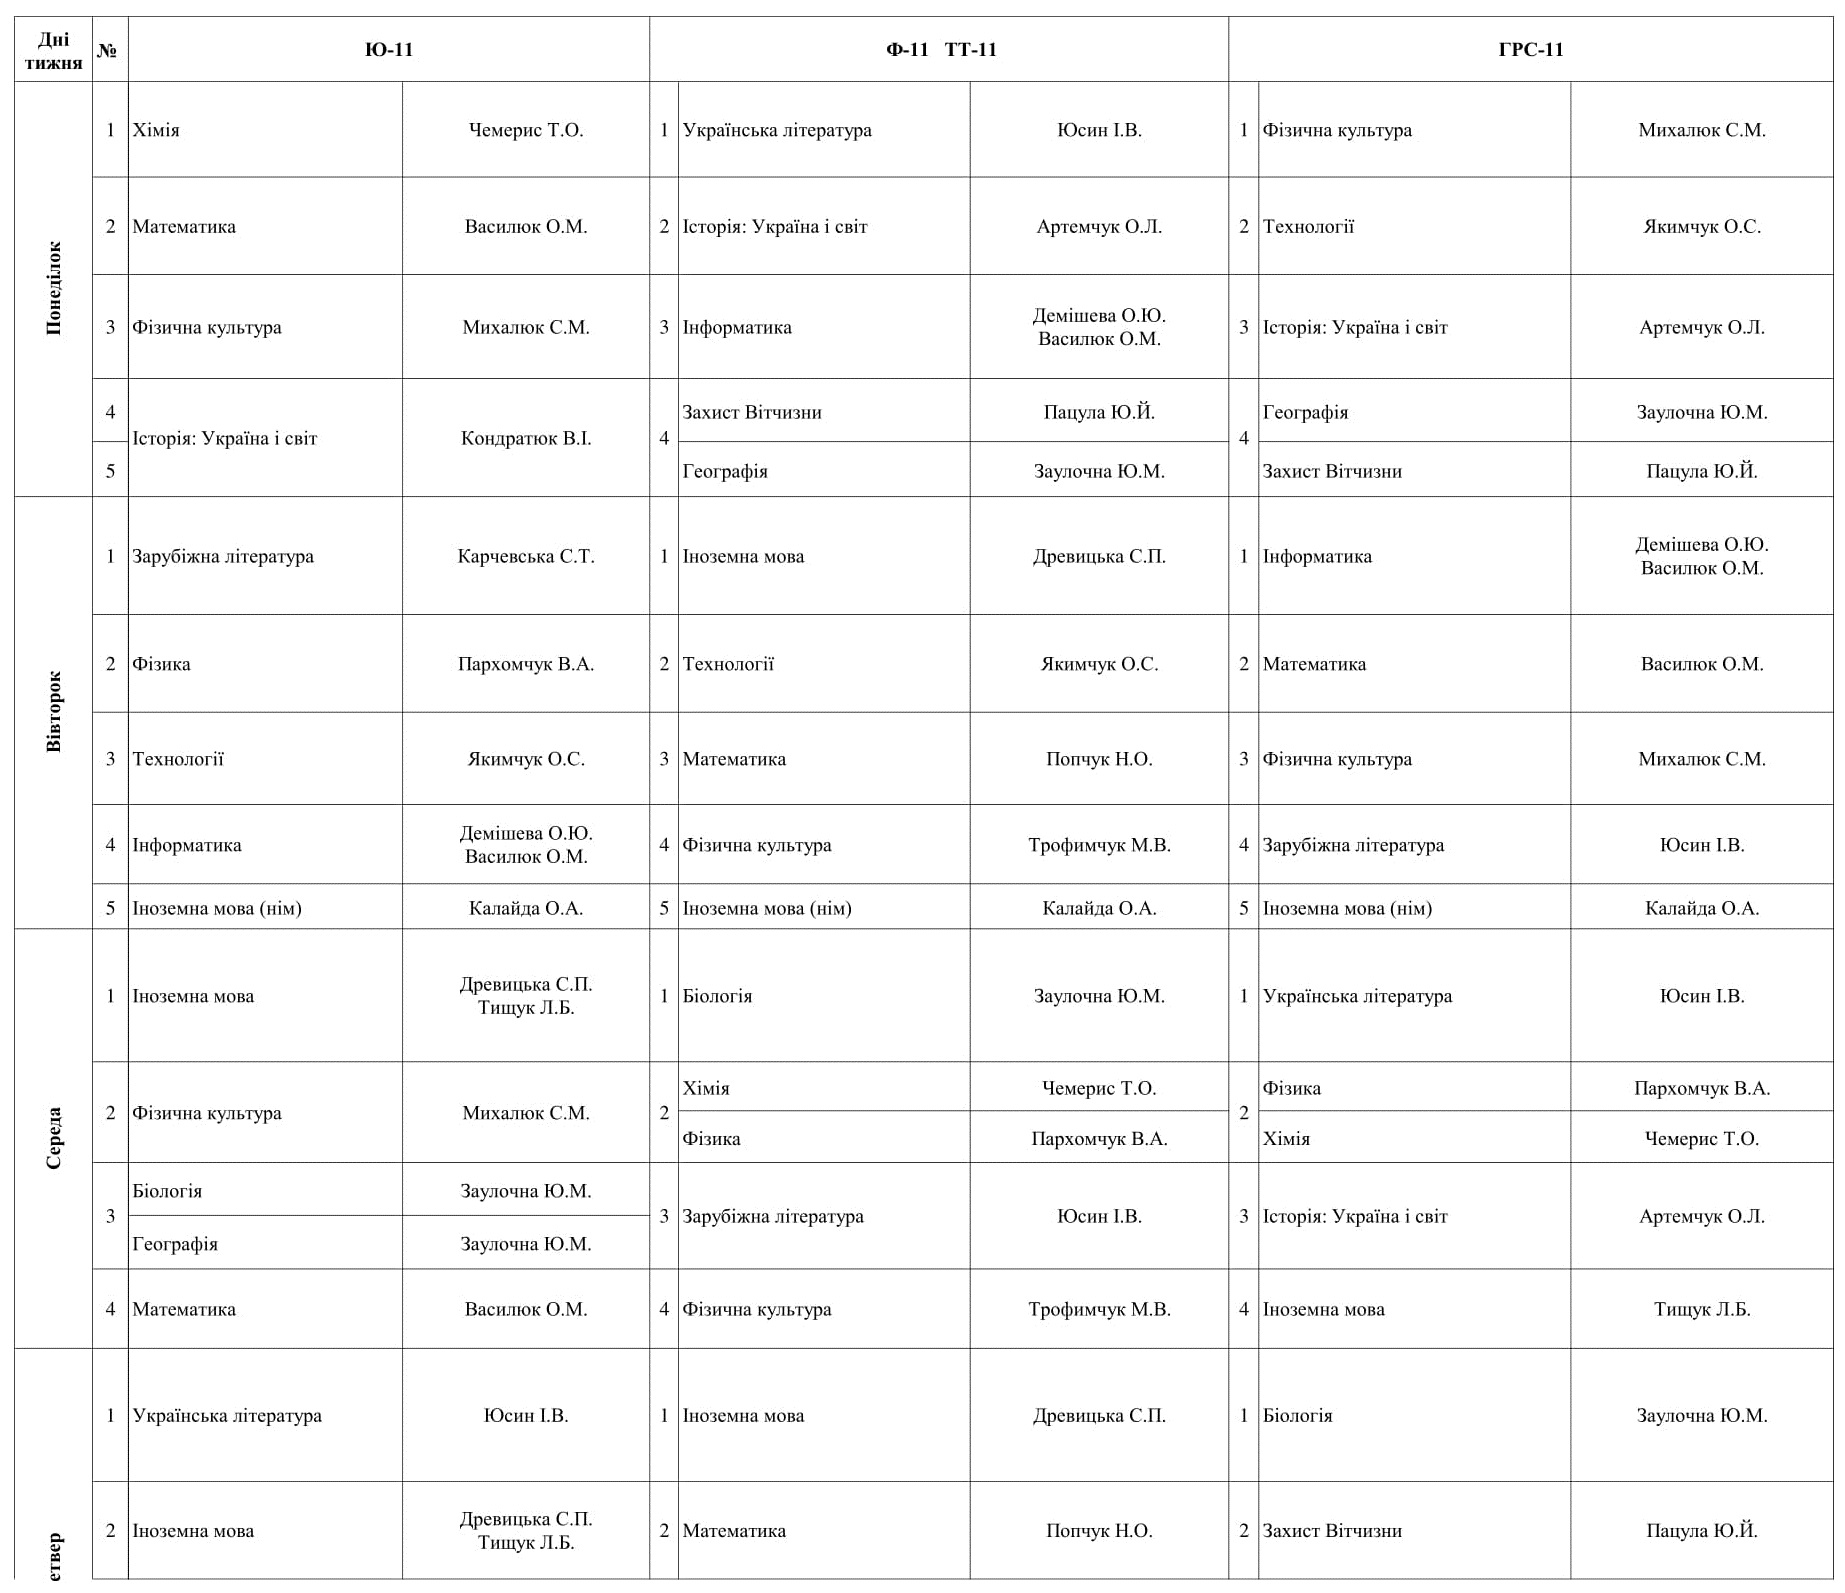 Дні тижня № Ю-11 Ф-11 ТТ-11 ГРС-11
Понеділок
1 Хімія Чемерис Т.О. 1 Українська література Юсин І.В. 1 Фізична культура Михалюк С.М.
2 Математика Василюк О.М. 2 Історія: Україна і світ Артемчук О.Л. 2 Технології Якимчук О.С.
3 Фізична культура Михалюк С.М. 3 Інформатика Демішева О.Ю. Василюк О.М. 3 Історія: Україна і світ Артемчук О.Л.
4 Захист Вітчизни Пацула Ю.Й. Географія Заулочна Ю.М.
Історія: Україна і світ Кондратюк В.І. 4 4
5 Географія Заулочна Ю.М. Захист Вітчизни Пацула Ю.Й.
Вівторок
1 Зарубіжна література Карчевська С.Т. 1 Іноземна мова Древицька С.П. 1 Інформатика Демішева О.Ю. Василюк О.М.
2 Фізика Пархомчук В.А. 2 Технології Якимчук О.С. 2 Математика Василюк О.М.
3 Технології Якимчук О.С. 3 Математика Попчук Н.О. 3 Фізична культура Михалюк С.М.
4 Інформатика Демішева О.Ю. Василюк О.М. 4 Фізична культура Трофимчук М.В. 4 Зарубіжна література Юсин І.В.
5 Іноземна мова (нім) Калайда О.А. 5 Іноземна мова (нім) Калайда О.А. 5 Іноземна мова (нім) Калайда О.А.
Середа
1 Іноземна мова Древицька С.П. Тищук Л.Б. 1 Біологія Заулочна Ю.М. 1 Українська література Юсин І.В.
Хімія Чемерис Т.О. Фізика Пархомчук В.А.
2 Фізична культура Михалюк С.М. 2 2
Фізика Пархомчук В.А. Хімія Чемерис Т.О.
Біологія Заулочна Ю.М.
3 3 Зарубіжна література Юсин І.В. 3 Історія: Україна і світ Артемчук О.Л.
Географія Заулочна Ю.М.
4 Математика Василюк О.М. 4 Фізична культура Трофимчук М.В. 4 Іноземна мова Тищук Л.Б.
етвер
1 Українська література Юсин І.В. 1 Іноземна мова Древицька С.П. 1 Біологія Заулочна Ю.М.
2 Іноземна мова Древицька С.П. Тищук Л.Б. 2 Математика Попчук Н.О. 2 Захист Вітчизни Пацула Ю.Й.